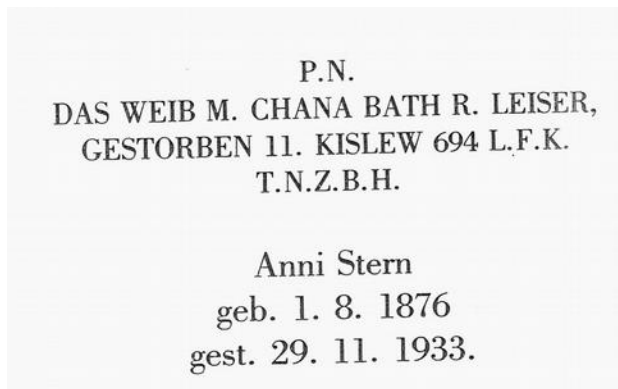 P.N.
DAS WEIB M. CHANA BATH R. LEISER,
GESTORBEN 11. KISLEW 694 L.F.K.
T.N.Z.B.H.
Anni Stern
geb. 1. 8. 1876
gest. 29. 11. 1933.